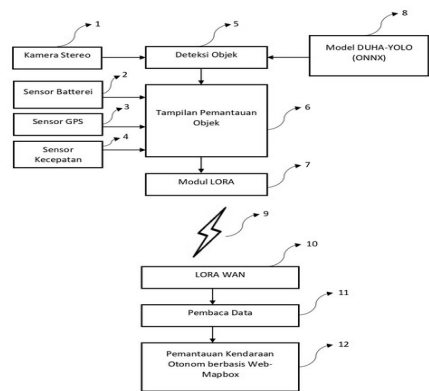 1
5
8
Kamera Stereo
Deteksi Objek
Model DUHA-YOLO
(ONNX)
2
Sensor Batterei
3
Sensor GPS
4
Sensor
Kecepatan
Tampilan Pemantauan
Objek
6
7
Modul LORA
9
10
LORA WAN
11
Pembaca Data
12
Pemantauan Kendaraan
Otonom berbasis Web-
Mapbox